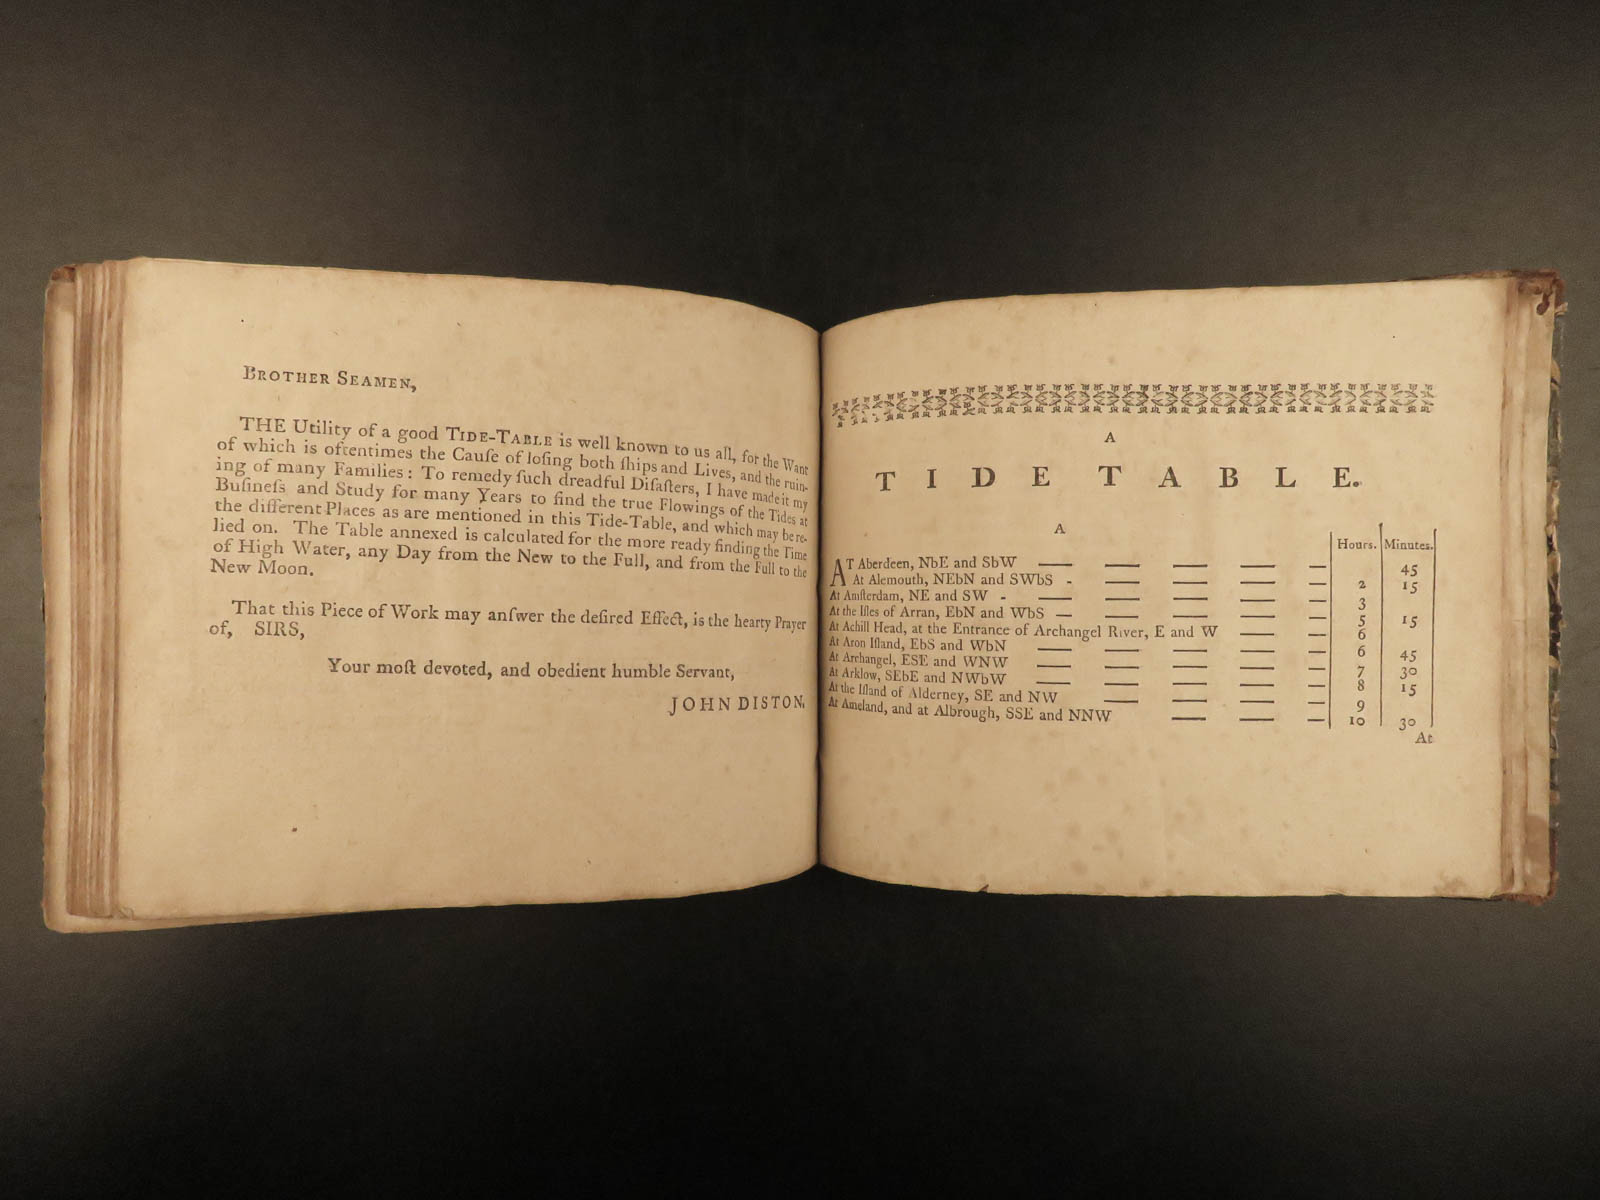 BROTHER SEAMEN,
THE Utility of a good TIDE-TABLE is well known to us all, for the Want
of which is oftentimes the Cauſe of loſing both ſhips and Lives, and the ruin-
ing of many Families: To remedy ſuch dreadful Diſaſters, I have made it my
Buſineſs and Study for many Years to find the true Flowings of the Tides at
the different Places as are mentioned in this Tide-Table, and which may be re-
lied on. The Table annexed is calculated for the more ready finding the Time
of High Water, any Day from the New to the Full, and from the Full to the
New Moon.
That this Piece of Work may anſwer the deſired Effect, is the hearty Prayer
of, SIRS,
Your moſt devoted, and obedient humble Servant,
JOHN DISTON.
A
TIDE TABLE.
A
Hours. Minutes.
AT Aberdeen, NbE and SbW — — — — — 45
At Alemouth, NEbN and SWbS - — — — — 2 15
At Amſterdam, NE and SW - — — — — 3
At the Iſles of Arran, EbN and WbS — — — — — 5 15
At Achill Head, at the Entrance of Archangel River, E and W — — 6
At Aron Iſland, EbS and WbN — — — — — 6 45
At Archangel, ESE and WNW — — — — — 7 30
At Arklow, SEbE and NWbW — — — — — 8 15
At the Iſland of Alderney, SE and NW — — — — 9
At Ameland, and at Albrough, SSE and NNW — — — 10 30
At